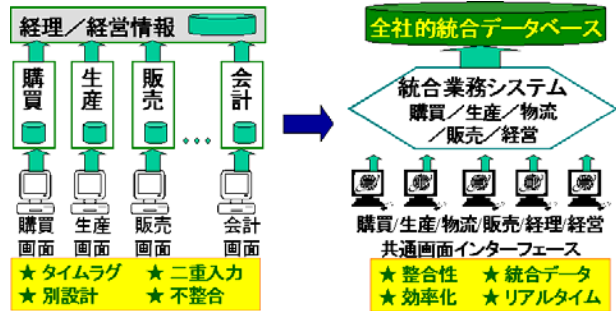 経理／経営情報
購買
生産
販売
・・・
会計
購買画面
生産画面
販売画面
会計画面
★ タイムラグ ★ 二重入力
★ 別設計 ★ 不整合
全社的統合データベース
統合業務システム
購買／生産／物流
／販売／経営
購買/生産/物流/販売/経理/経営
共通画面インターフェース
★ 整合性 ★ 統合データ
★ 効率化 ★ リアルタイム